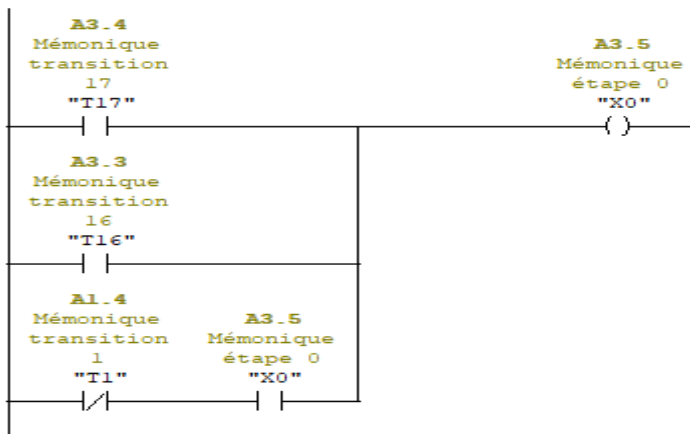 A3.4
Mémonique
transition
17
"T17"
A3.5
Mémonique
étape 0
"X0"
A3.3
Mémonique
transition
16
"T16"
A1.4
Mémonique
transition
1
"T1"
A3.5
Mémonique
étape 0
"X0"